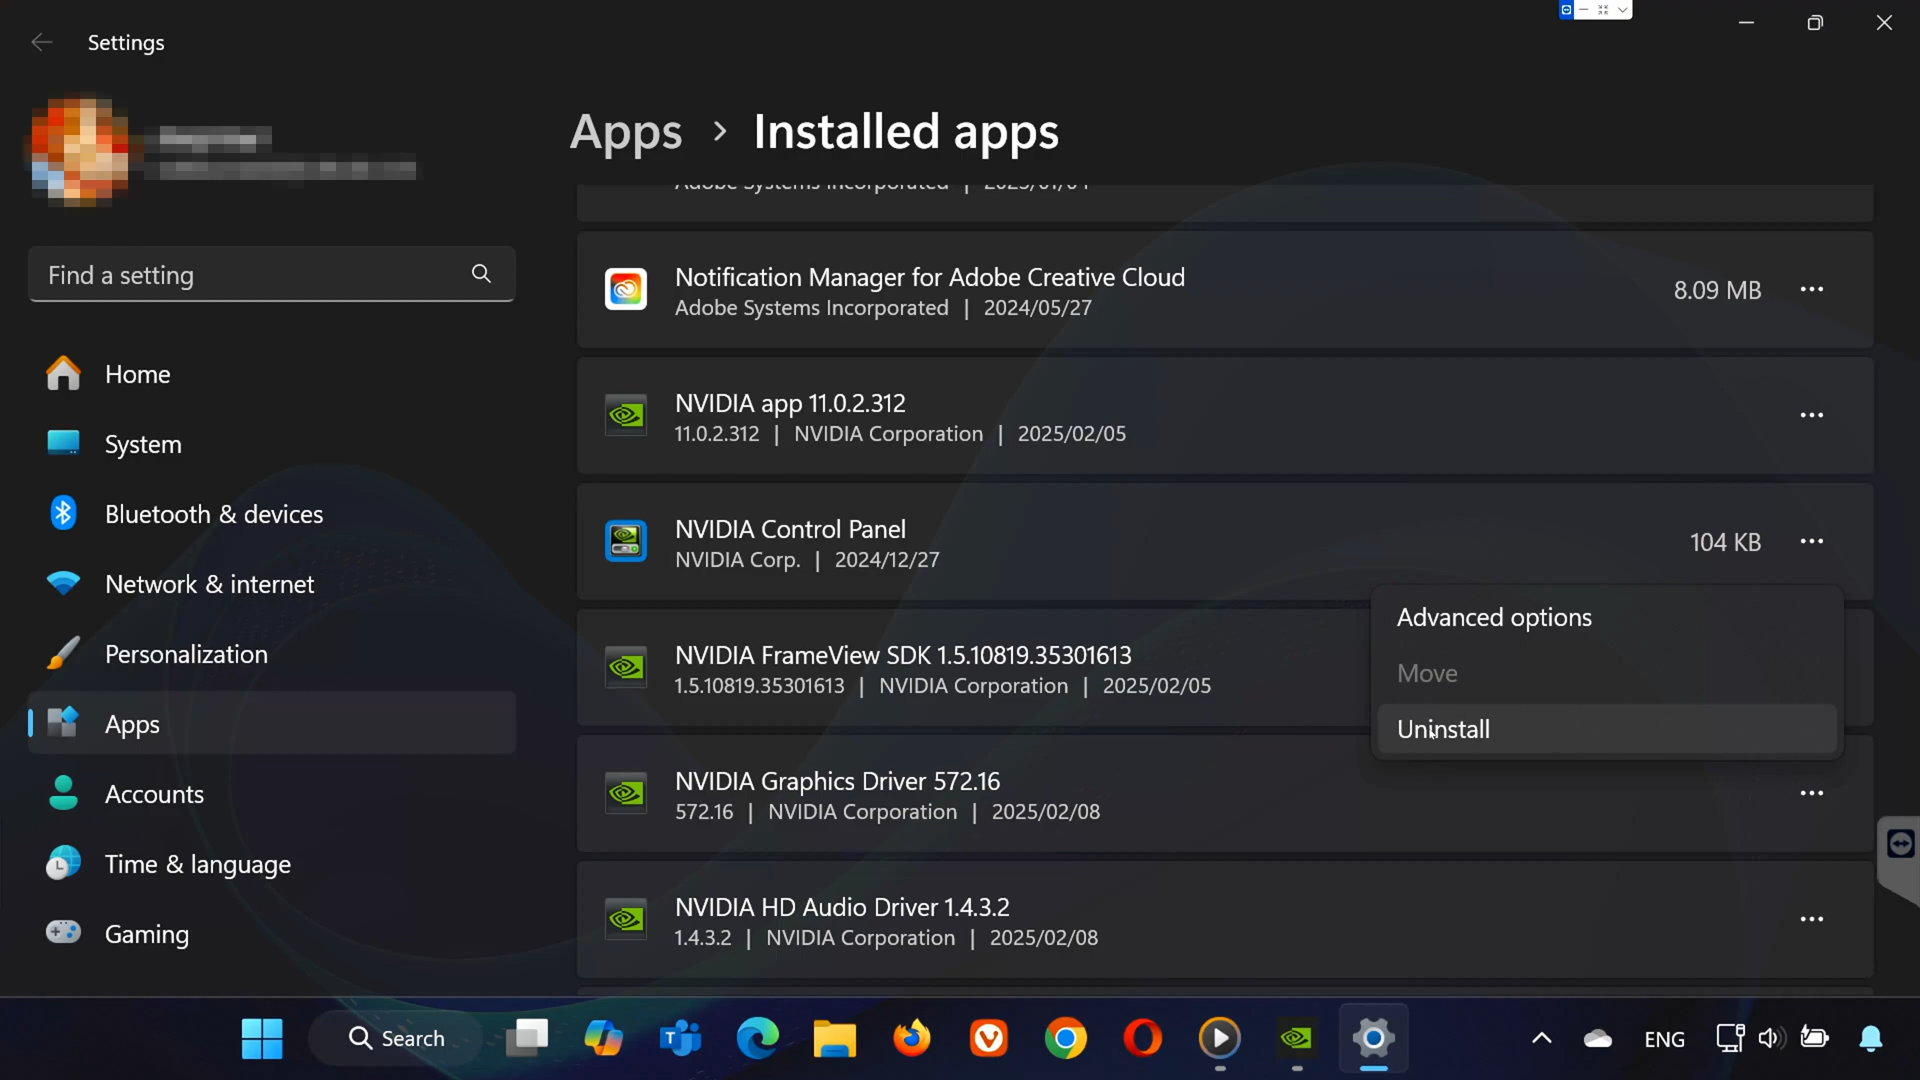 Settings
Find a setting
Home
System
Bluetooth & devices
Network & internet
Personalization
Apps
Accounts
Time & language
Gaming
Apps > Installed apps
Adobe Systems Incorporated |
Notification Manager for Adobe Creative Cloud
Adobe Systems Incorporated | 2024/05/27
8.09 MB
NVIDIA app 11.0.2.312
11.0.2.312 | NVIDIA Corporation | 2025/02/05
NVIDIA Control Panel
NVIDIA Corp. | 2024/12/27
104 KB
Advanced options
Move
Uninstall
NVIDIA FrameView SDK 1.5.10819.35301613
1.5.10819.35301613 | NVIDIA Corporation | 2025/02/05
NVIDIA Graphics Driver 572.16
572.16 | NVIDIA Corporation | 2025/02/08
NVIDIA HD Audio Driver 1.4.3.2
1.4.3.2 | NVIDIA Corporation | 2025/02/08
Search
ENG